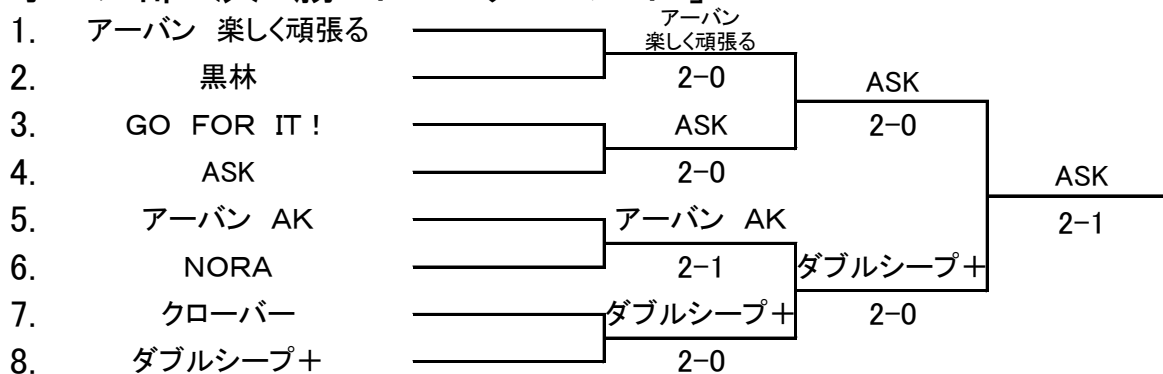 1. アーバン 楽しく頑張る
2. 黒林
3. GO FOR IT！
4. ASK
5. アーバン AK
6. NORA
7. クローバー
8. ダブルシープ＋
アーバン
楽しく頑張る
2-0
ASK
2-0
アーバン AK
2-1
ダブルシープ＋
2-0
ASK
2-0
ダブルシープ＋
2-0
ASK
2-1